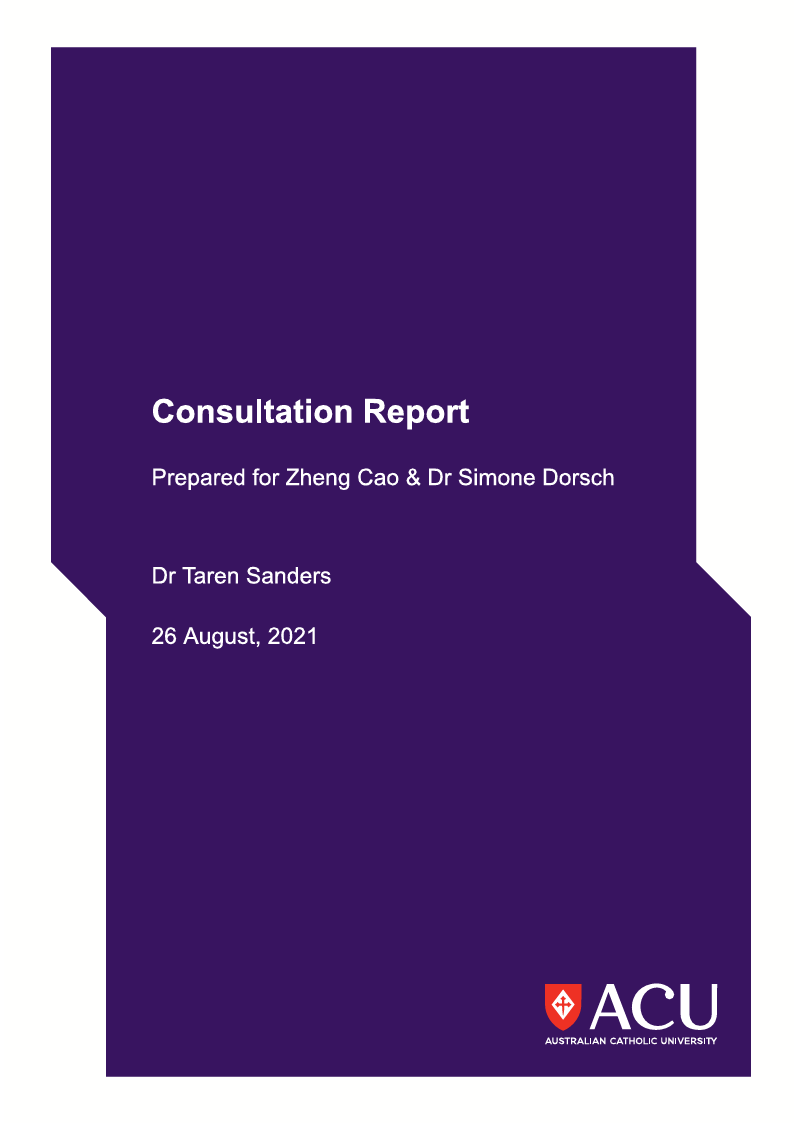 Consultation Report
Prepared for Zheng Cao & Dr Simone Dorsch
Dr Taren Sanders
26 August, 2021
ACU
AUSTRALIAN CATHOLIC UNIVERSITY